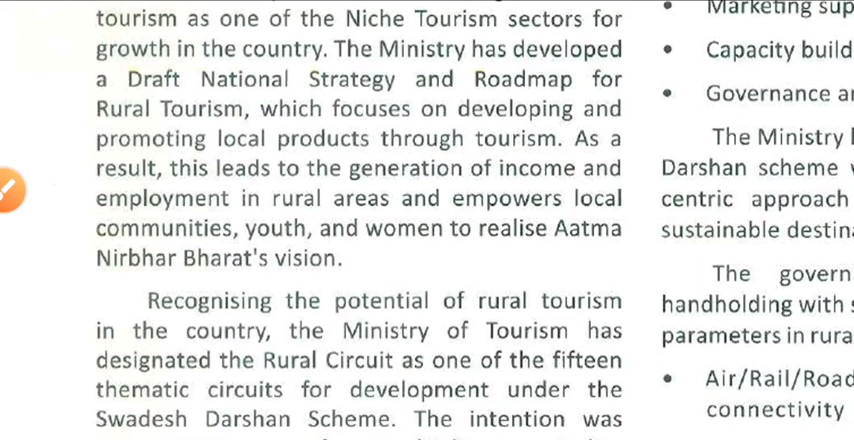 tourism as one of the Niche Tourism sectors for
growth in the country. The Ministry has developed
a Draft National Strategy and Roadmap for
Rural Tourism, which focuses on developing and
promoting local products through tourism. As a
result, this leads to the generation of income and
employment in rural areas and empowers local
communities, youth, and women to realise Aatma
Nirbhar Bharat's vision.
Recognising the potential of rural tourism
in the country, the Ministry of Tourism has
designated the Rural Circuit as one of the fifteen
thematic circuits for development under the
Swadesh Darshan Scheme. The intention was
• Marketing sup
• Capacity build
• Governance
The Ministry
Darshan scheme
centric approach
sustainable destin
The govern
handholding with
parameters in rura
• Air/Rail/Road
connectivity